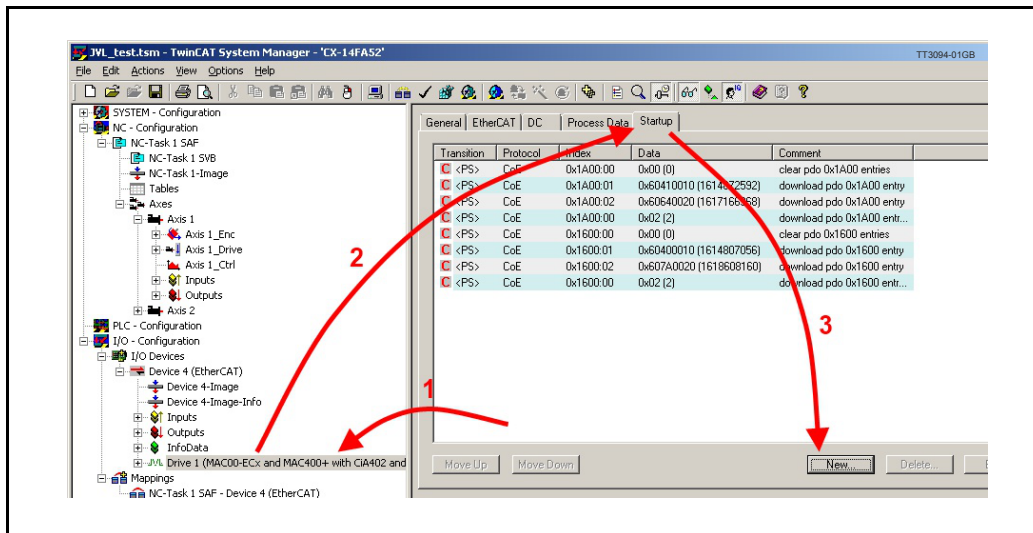 JVL_test.tsm - TwinCAT System Manager - 'CX-14FA52'
TT3094-01GB
File Edit Actions View Options Help
SYSTEM - Configuration
NC - Configuration
NC-Task 1 SAF
NC-Task 1 SVB
NC-Task 1-Image
Tables
Axes
Axis 1
Axis 1_Enc
Axis 1_Drive
Axis 1_Ctrl
Inputs
Outputs
Axis 2
PLC - Configuration
I/O - Configuration
I/O Devices
Device 4 (EtherCAT)
Device 4-Image
Device 4-Image-Info
Inputs
Outputs
InfoData
Drive 1 (MAC00-ECx and MAC400+ with CiA402 and
Mappings
NC-Task 1 SAF - Device 4 (EtherCAT)
General EtherCAT DC Process Data Startup
Transition Protocol Index Data Comment
C <PS> CoE 0x1A00:00 0x00 (0) clear pdo 0x1A00 entries
C <PS> CoE 0x1A00:01 0x60410010 (1614872592) download pdo 0x1A00 entry
C <PS> CoE 0x1A00:02 0x60640020 (1617166368) download pdo 0x1A00 entry
C <PS> CoE 0x1A00:00 0x02 (2) download pdo 0x1A00 entr...
C <PS> CoE 0x1600:00 0x00 (0) clear pdo 0x1600 entries
C <PS> CoE 0x1600:01 0x60400010 (1614807056) download pdo 0x1600 entry
C <PS> CoE 0x1600:02 0x607A0020 (1618608160) download pdo 0x1600 entry
C <PS> CoE 0x1600:00 0x02 (2) download pdo 0x1600 entr...
2
3
1
Move Up Move Down New... Delete...